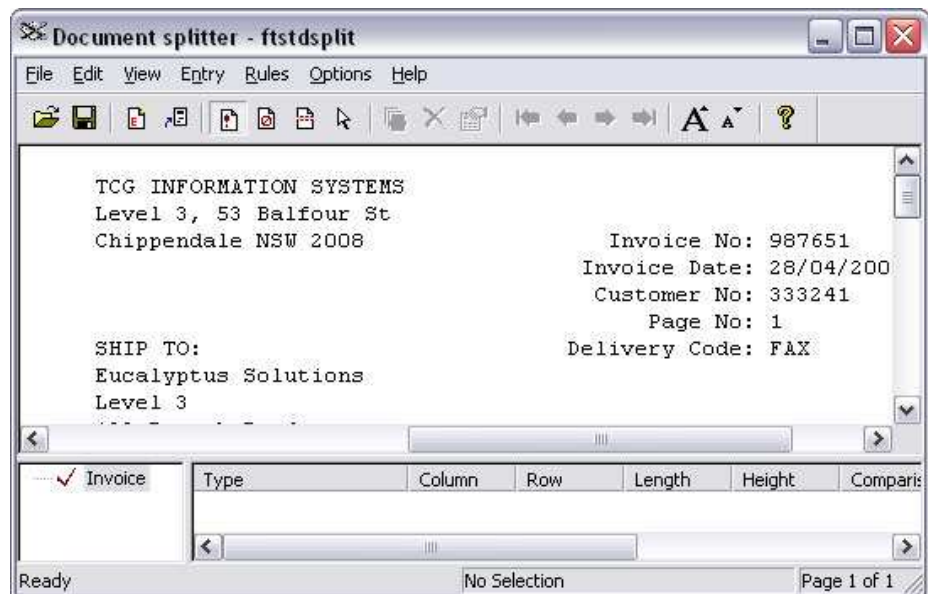 Document splitter - ftstdsplit
File Edit View Entry Rules Options Help
TCG INFORMATION SYSTEMS
Level 3, 53 Balfour St
Chippendale NSW 2008 Invoice No: 987651
Invoice Date: 28/04/200
Customer No: 333241
Page No: 1
SHIP TO: Delivery Code: FAX
Eucalyptus Solutions
Level 3
Invoice Type Column Row Length Height Comparis
Ready No Selection Page 1 of 1